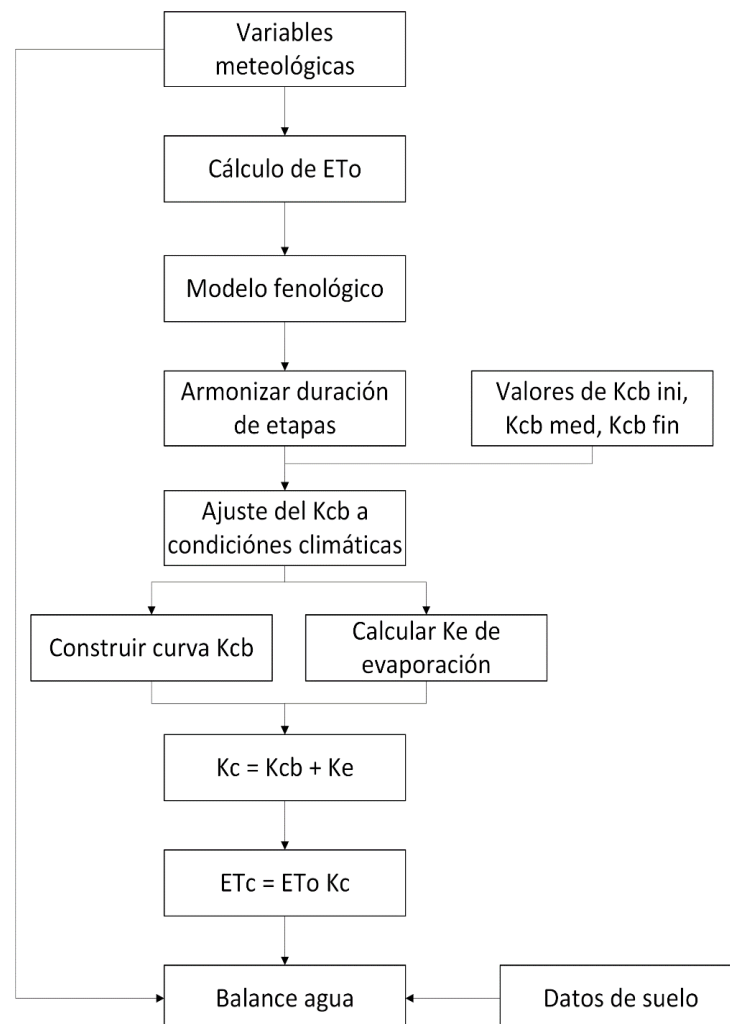 Variables
meteológicas
Cálculo de ETo
Modelo fenológico
Armonizar duración
de etapas
Valores de Kcb ini,
Kcb med, Kcb fin
Ajuste del Kcb a
condiciónes climáticas
Construir curva Kcb
Calcular Ke de
evaporación
Kc = Kcb + Ke
ETc = ETo Kc
Balance agua
Datos de suelo